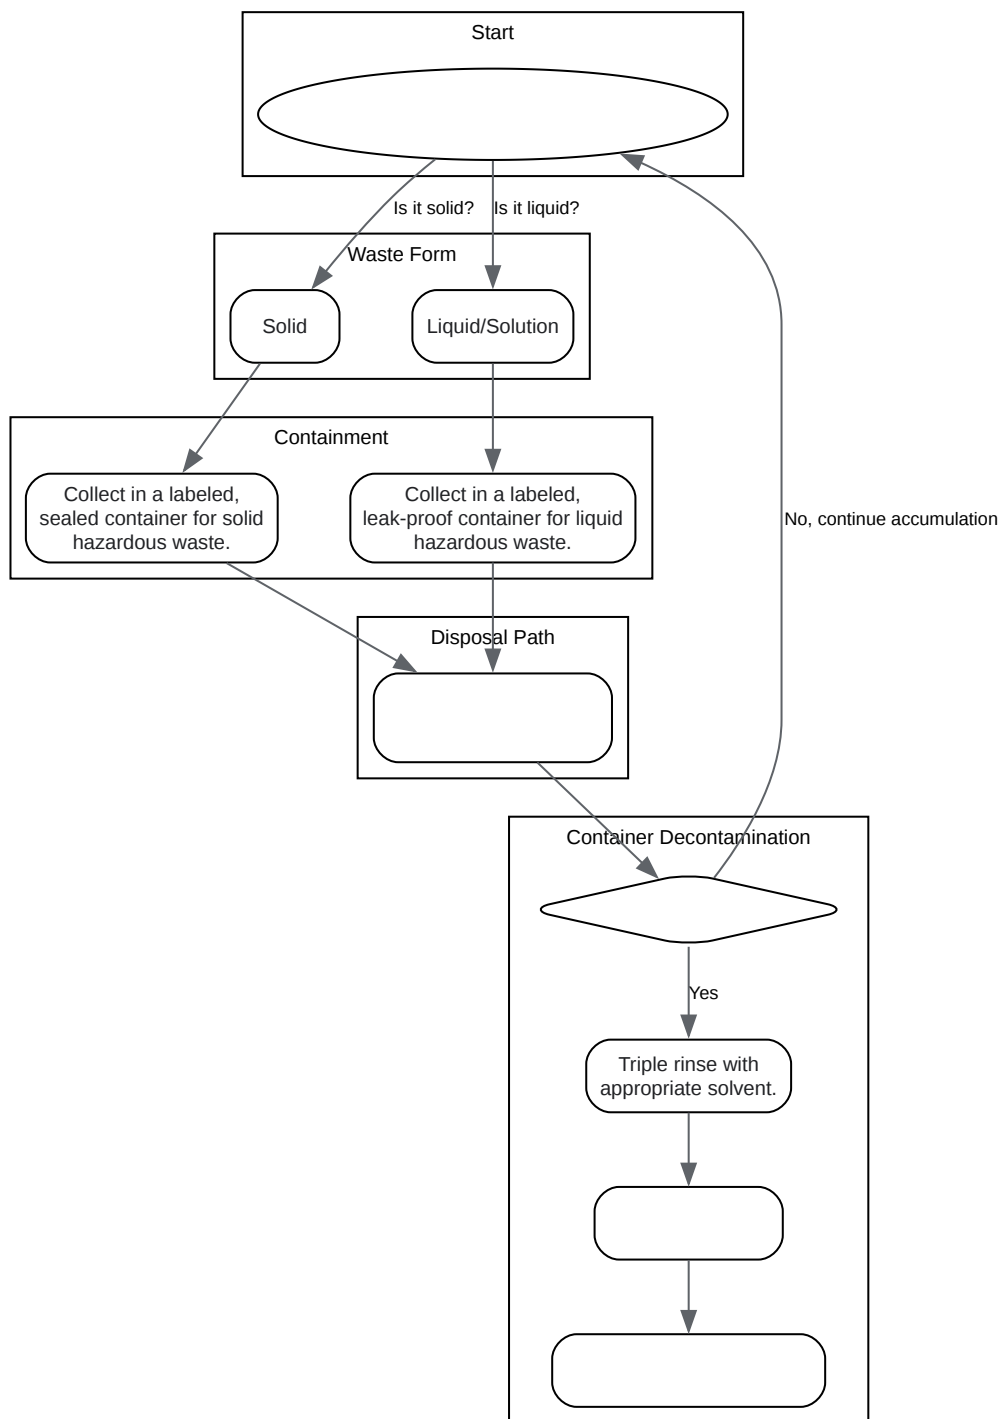 Start
Is it solid?
Is it liquid?
Waste Form
Solid
Liquid/Solution
Containment
Collect in a labeled,
sealed container for solid
hazardous waste.
Collect in a labeled,
leak-proof container for liquid
hazardous waste.
No, continue accumulation
Disposal Path
Container Decontamination
Yes
Triple rinse with
appropriate solvent.